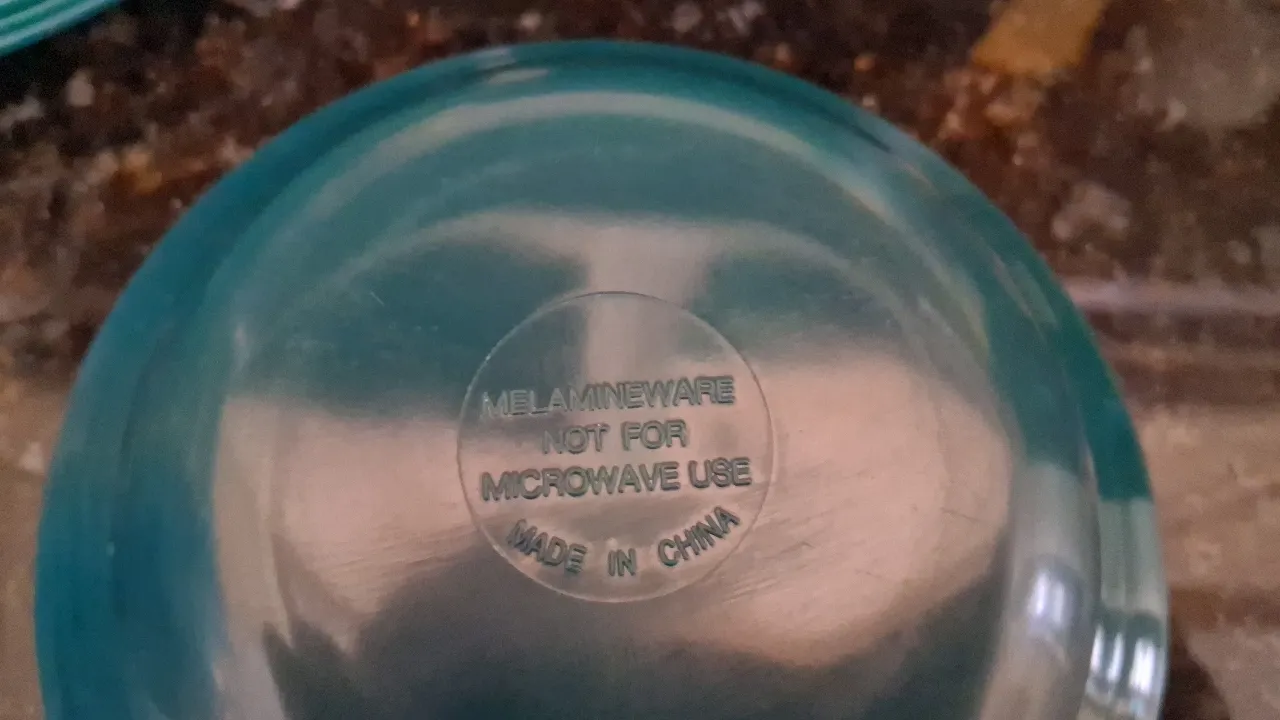 MELAMINEWARE
NOT FOR
MICROWAVE USE
MADE IN CHINA